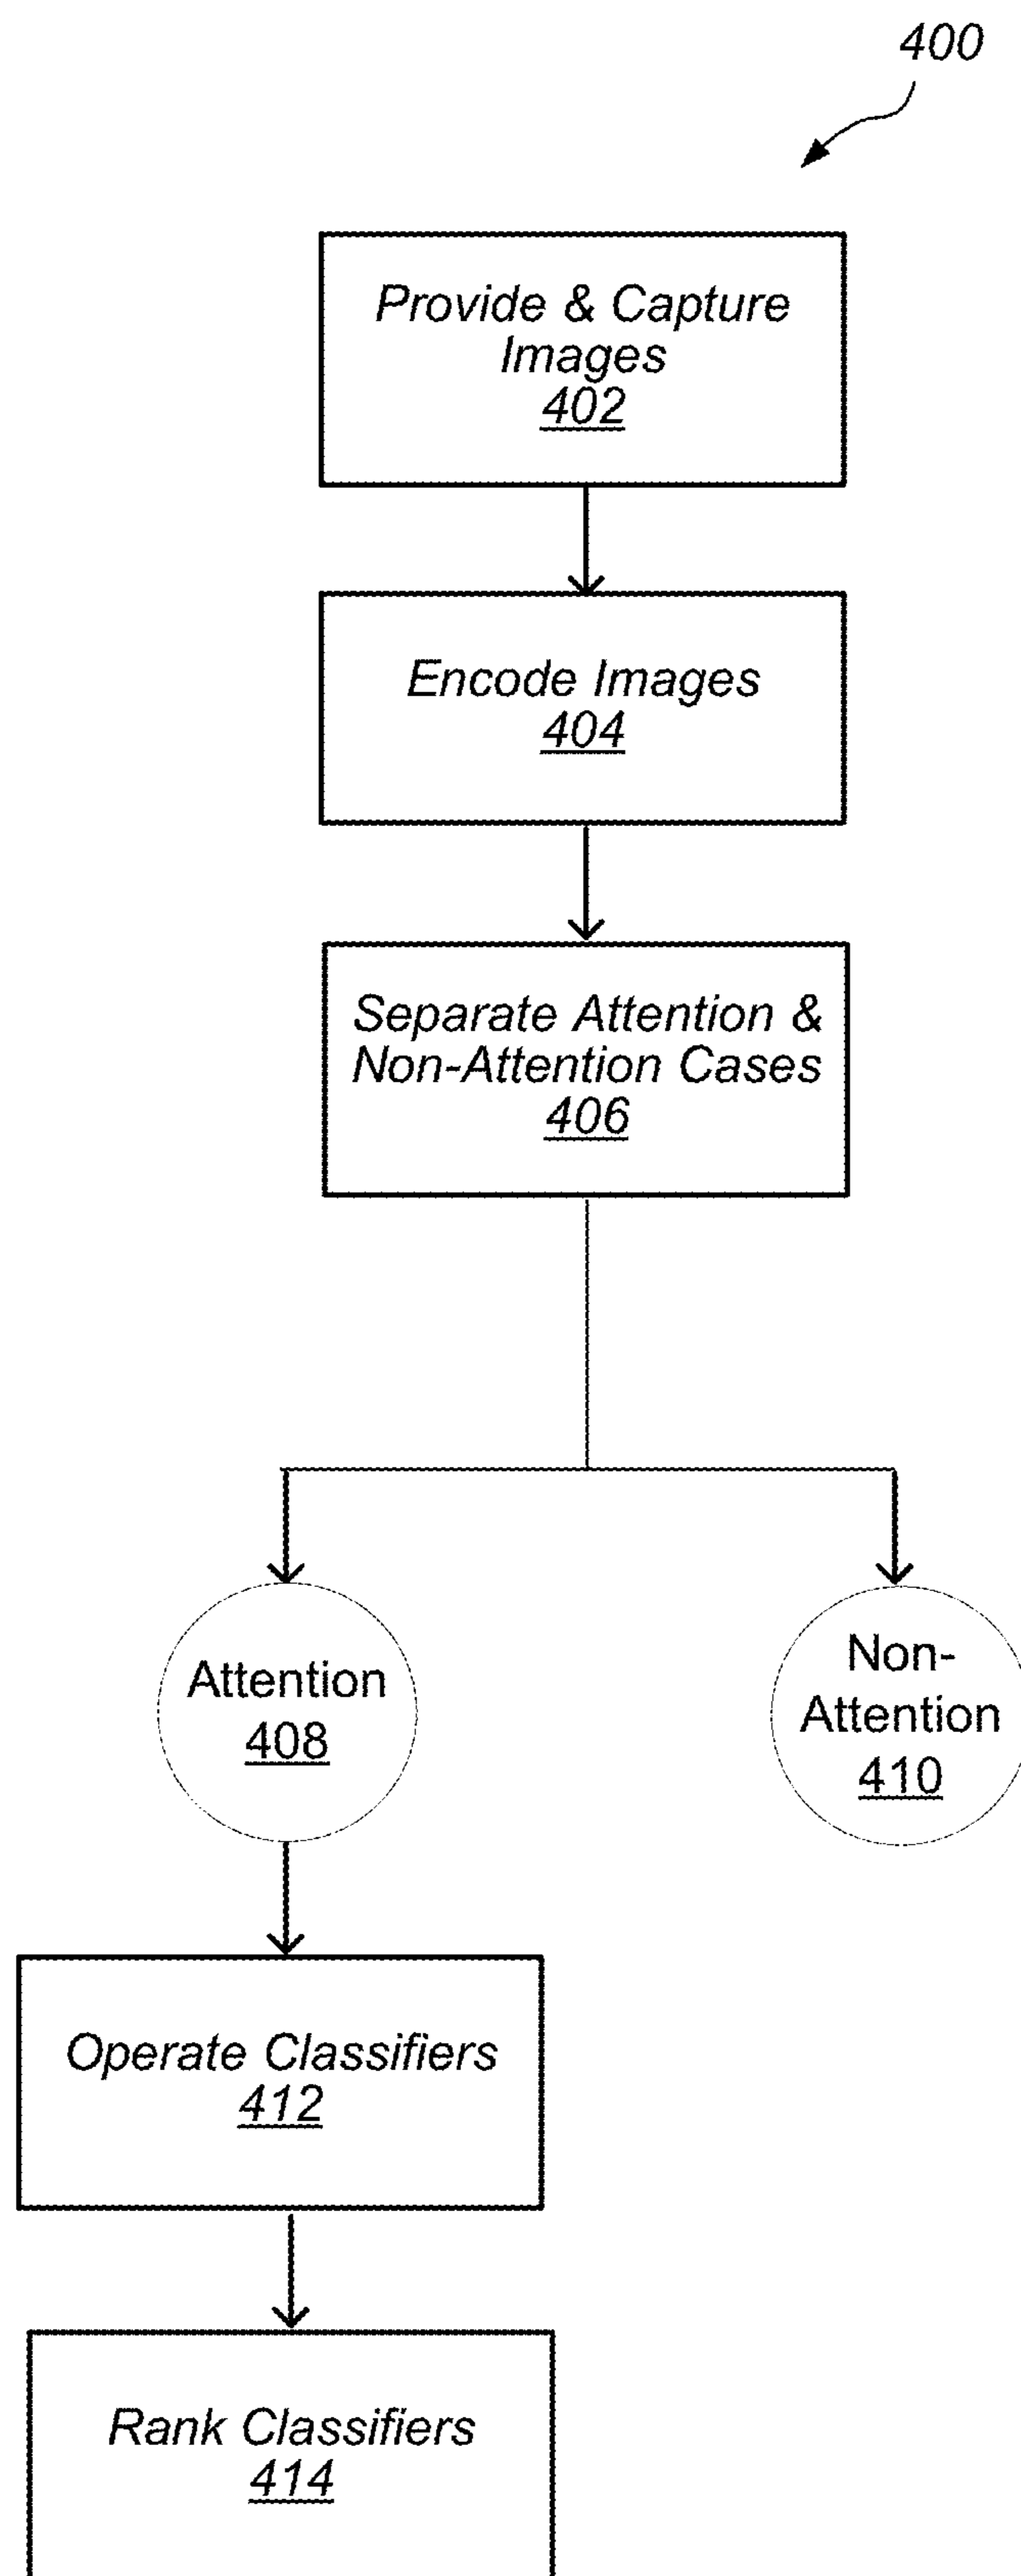 400
Provide & Capture
Images
402
Encode Images
404
Separate Attention &
Non-Attention Cases
406
Attention
408
Non-
Attention
410
Operate Classifiers
412
Rank Classifiers
414